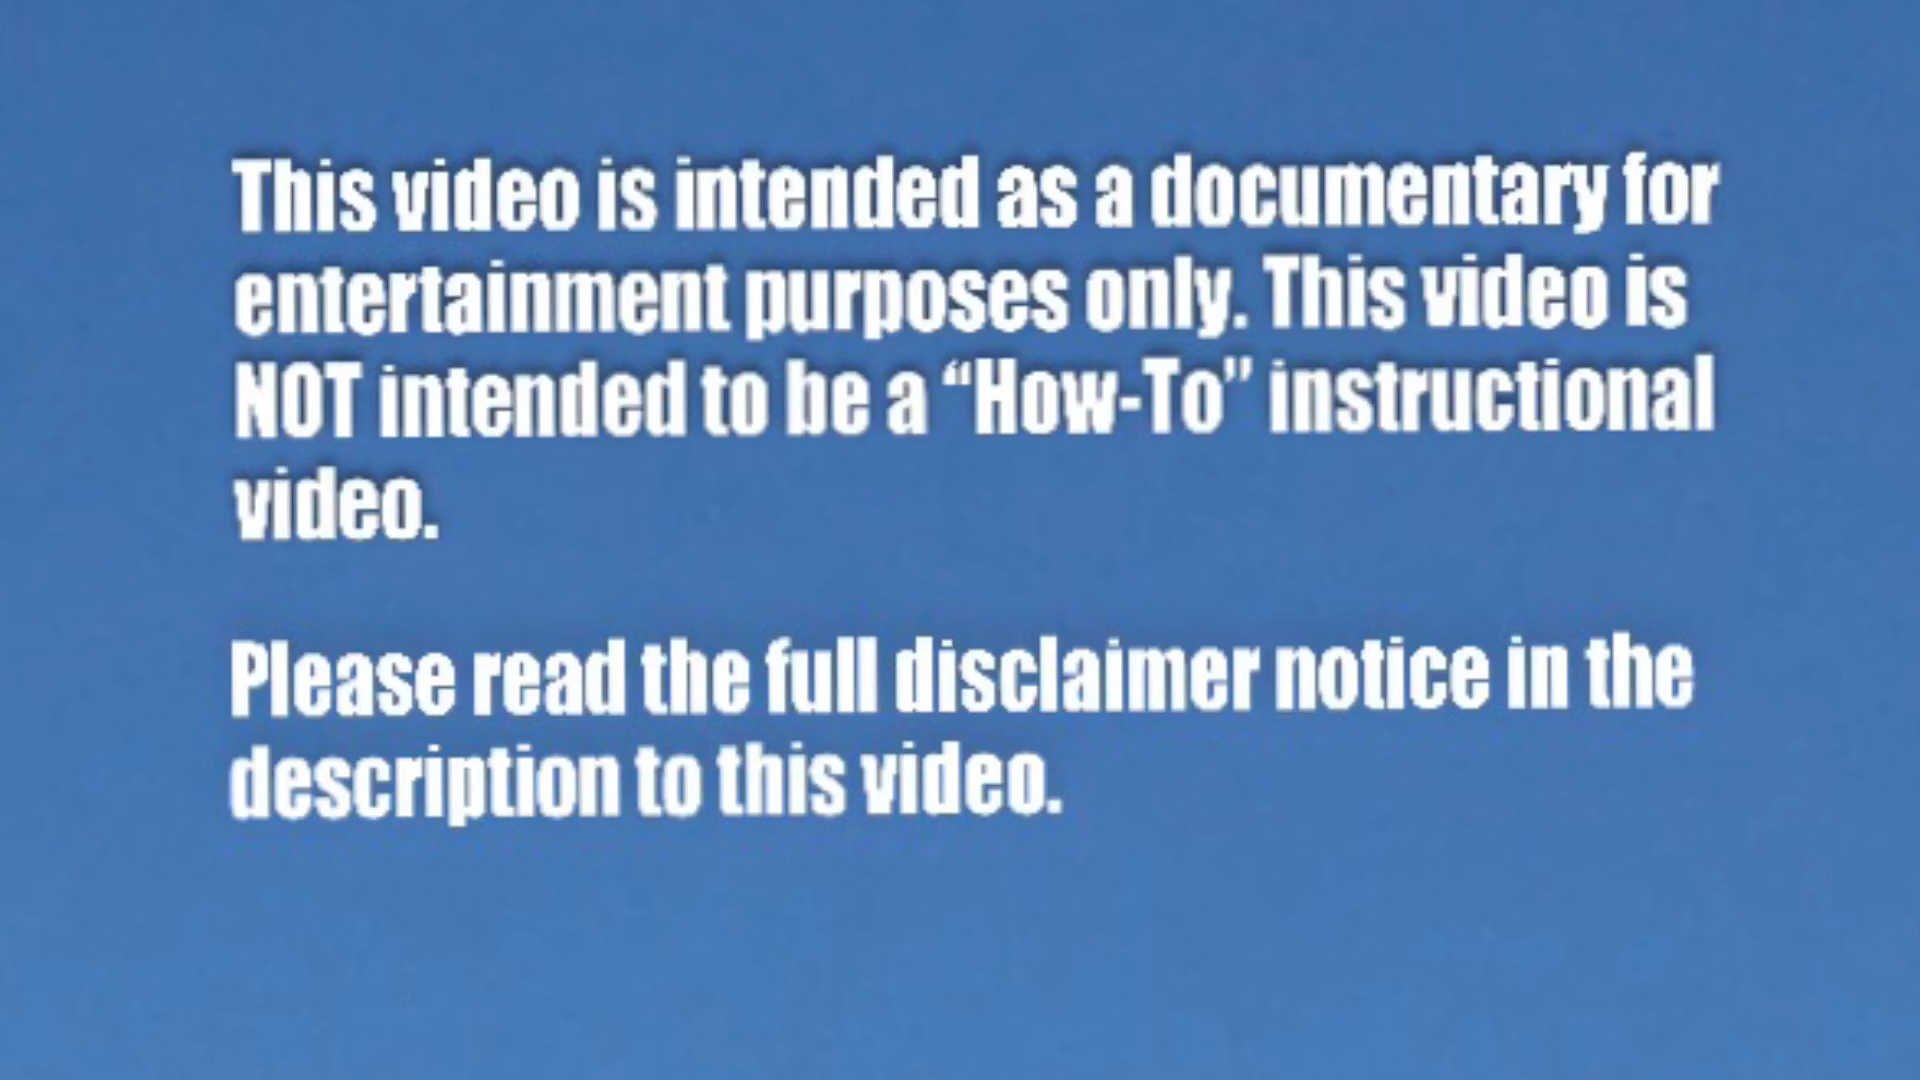 This video is intended as a documentary for
entertainment purposes only. This video is
NOT intended to be a “How-To” instructional
video.
Please read the full disclaimer notice in the
description to this video.